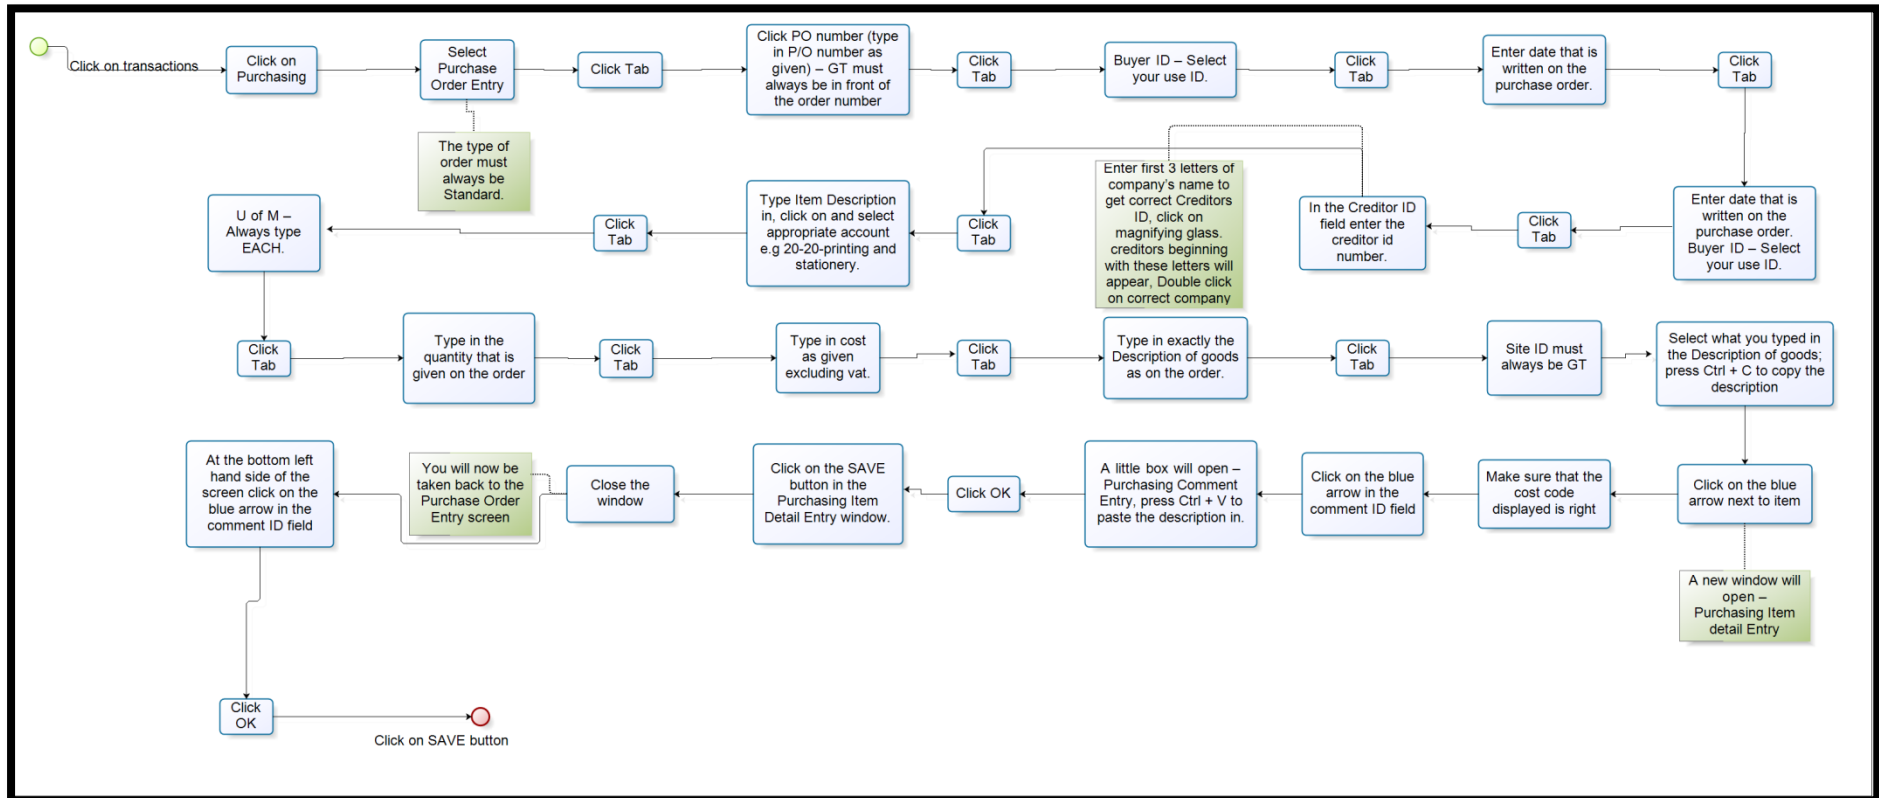 Click on transactions
Click on
Purchasing
Select
Purchase
Order Entry
Click Tab
Click PO number (type
in P/O number as
given) – GT must
always be in front of
the order number
Click
Tab
Buyer ID – Select
your use ID.
Click
Tab
Enter date that is
written on the
purchase order.
Click
Tab
The type of
order must
always be
Standard.
Enter date that is
written on the
purchase order.
Buyer ID – Select
your use ID.
Click
Tab
In the Creditor ID
field enter the
creditor id
number.
Enter first 3 letters of
company's name to
get correct Creditors
ID, click on
magnifying glass.
creditors beginning
with these letters will
appear, Double click
on correct company
Click
Tab
Type Item Description
in, click on and select
appropriate account
e.g 20-20-printing and
stationery.
Click
Tab
U of M –
Always type
EACH.
Click
Tab
Type in the
quantity that is
given on the order
Click
Tab
Type in cost
as given
excluding vat.
Click
Tab
Type in exactly the
Description of goods
as on the order.
Click
Tab
Site ID must
always be GT
Select what you typed in
the Description of goods;
press Ctrl + C to copy the
description
Click on the blue
arrow next to item
A new window will
open –
Purchasing Item
detail Entry
Make sure that the
cost code
displayed is right
Click on the blue
arrow in the
comment ID field
A little box will open –
Purchasing Comment
Entry, press Ctrl + V to
paste the description in.
Click OK
Click on the SAVE
button in the
Purchasing Item
Detail Entry window.
Close the
window
You will now be
taken back to the
Purchase Order
Entry screen
At the bottom left
hand side of the
screen click on the
blue arrow in the
comment ID field
Click
OK
Click on SAVE button